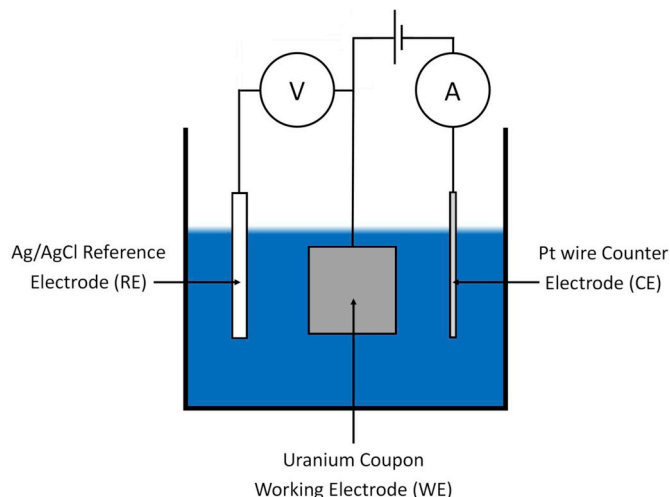 V
A
Ag/AgCl Reference
Electrode (RE)
Pt wire Counter
Electrode (CE)
Uranium Coupon
Working Electrode (WE)